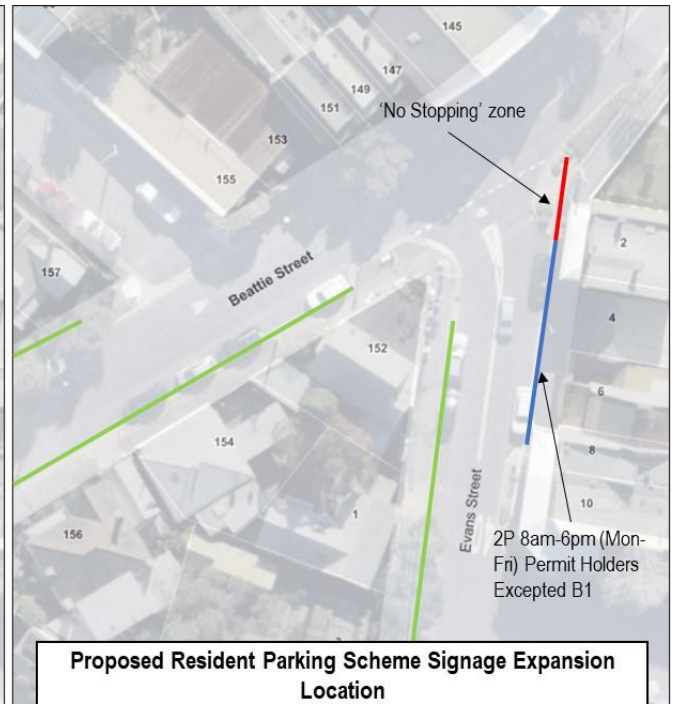 145
147
149
151
'No Stopping' zone
153
155
157
Beattie Street
2
4
152
6
154
8
10
1
156
Evans Street
2P 8am-6pm (Mon-
Fri) Permit Holders
Excepted B1
Proposed Resident Parking Scheme Signage Expansion
Location